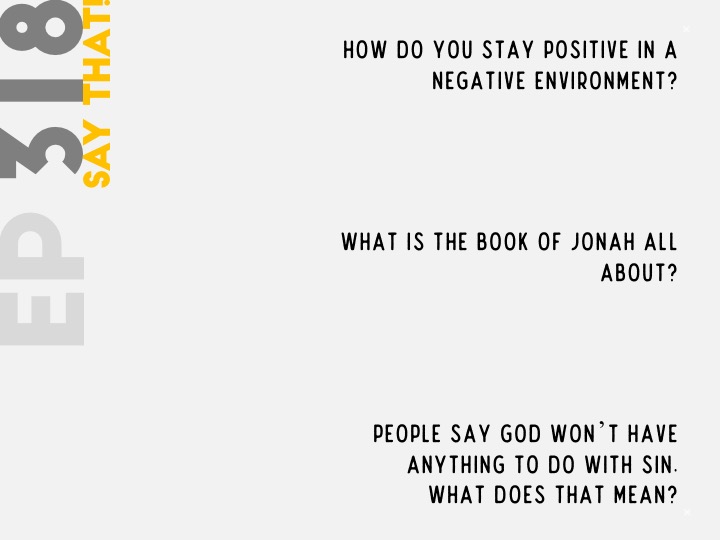 EP 318
SAY THAT!
HOW DO YOU STAY POSITIVE IN A
NEGATIVE ENVIRONMENT?
WHAT IS THE BOOK OF JONAH ALL
ABOUT?
PEOPLE SAY GOD WON'T HAVE
ANYTHING TO DO WITH SIN.
WHAT DOES THAT MEAN?